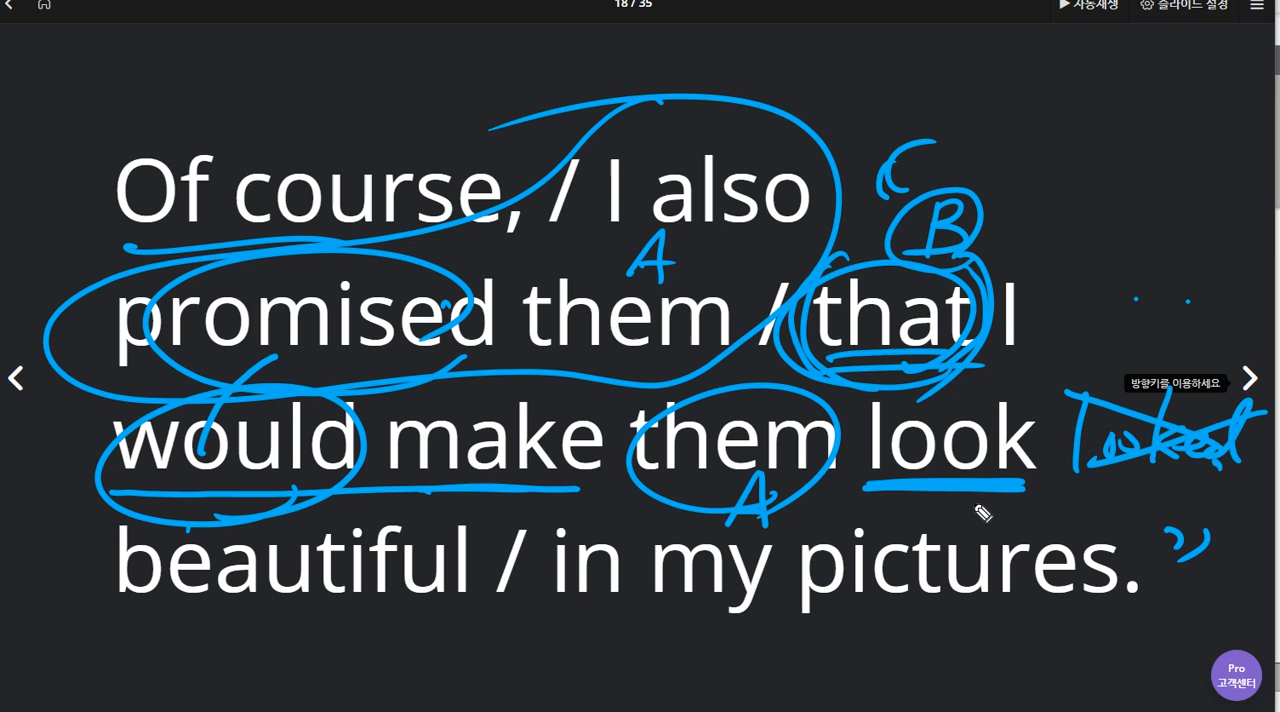 18 / 35
▶ 자동재생 슬라이드 설정
Of course, / I also
A
B
promised them / that I
방향키를 이용하세요
would make them look Looked
A
beautiful / in my pictures.
Pro
고객센터